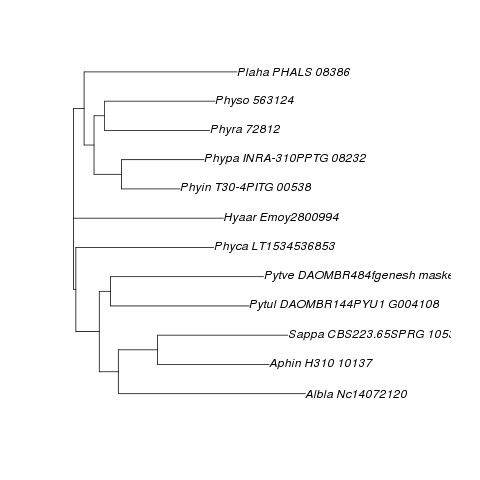 Plaha PHALS 08386
Physo 563124
Phyra 72812
Phypa INRA-310PPTG 08232
Phyin T30-4PITG 00538
Hyaar Emoy2800994
Phyca LT1534536853
Pytve DAOMBR484fgenesh maske
Pytul DAOMBR144PYU1 G004108
Sappa CBS223.65SPRG 105
Aphin H310 10137
Albla Nc14072120